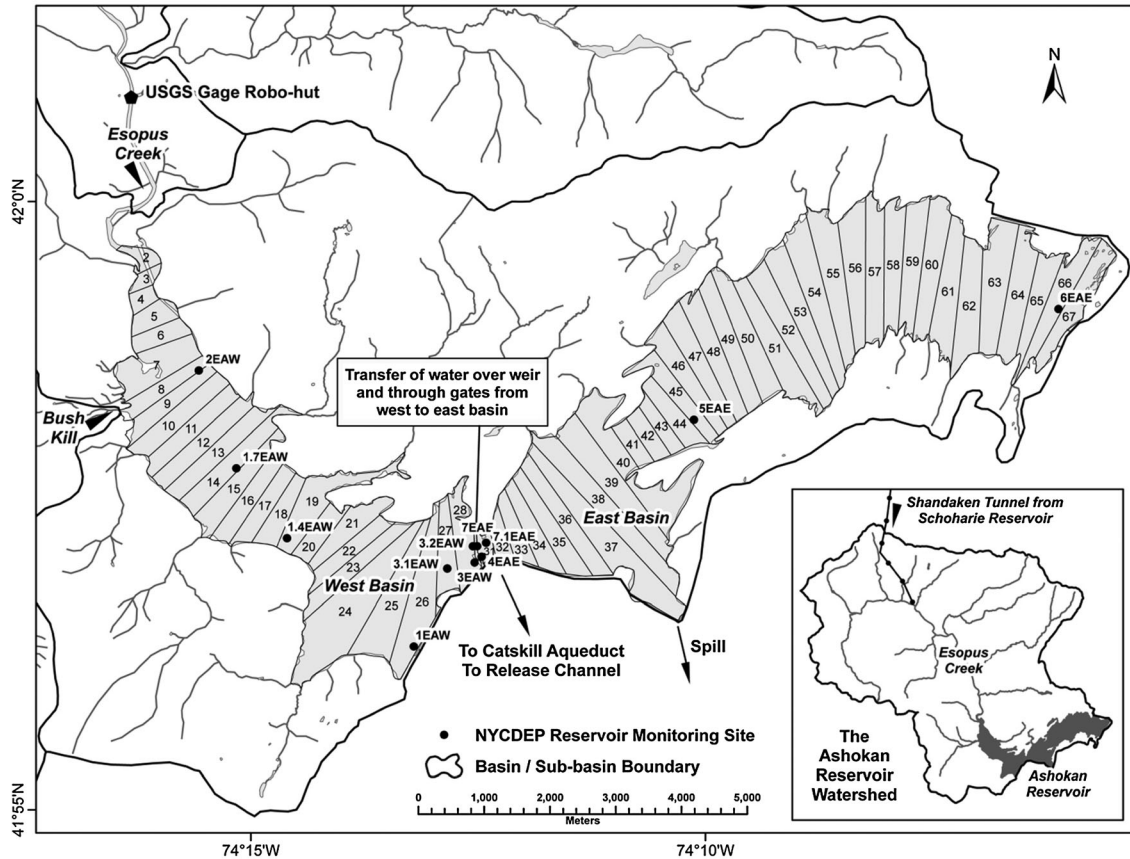 N
USGS Gage Robo-hut
Esopus
Creek
42°0'N
2
3
4
5
6
7
8
9
10
11
12
13
14
15
16
17
18
19
20
21
22
23
24
25
26
27
28
31
32
33
34
35
36
37
38
39
40
41
42
43
44
45
46
47
48
49
50
51
52
53
54
55
56
57
58
59
60
61
62
63
64
65
66
67
6EAE
2EAW
Transfer of water over weir
and through gates from
west to east basin
Bush
Kill
5EAE
1.7EAW
1.4EAW
East Basin
7EAE
7.1EAE
3.2EAW
4EAE
3.1EAW
3EAW
West Basin
1EAW
To Catskill Aqueduct
To Release Channel
Spill
Shandaken Tunnel from
Schoharie Reservoir
Esopus
Creek
The
Ashokan
Reservoir
Watershed
Ashokan
Reservoir
NYCDEP Reservoir Monitoring Site
Basin / Sub-basin Boundary
0 1,000 2,000 3,000 4,000 5,000
Meters
41°55'N
74°15'W
74°10'W